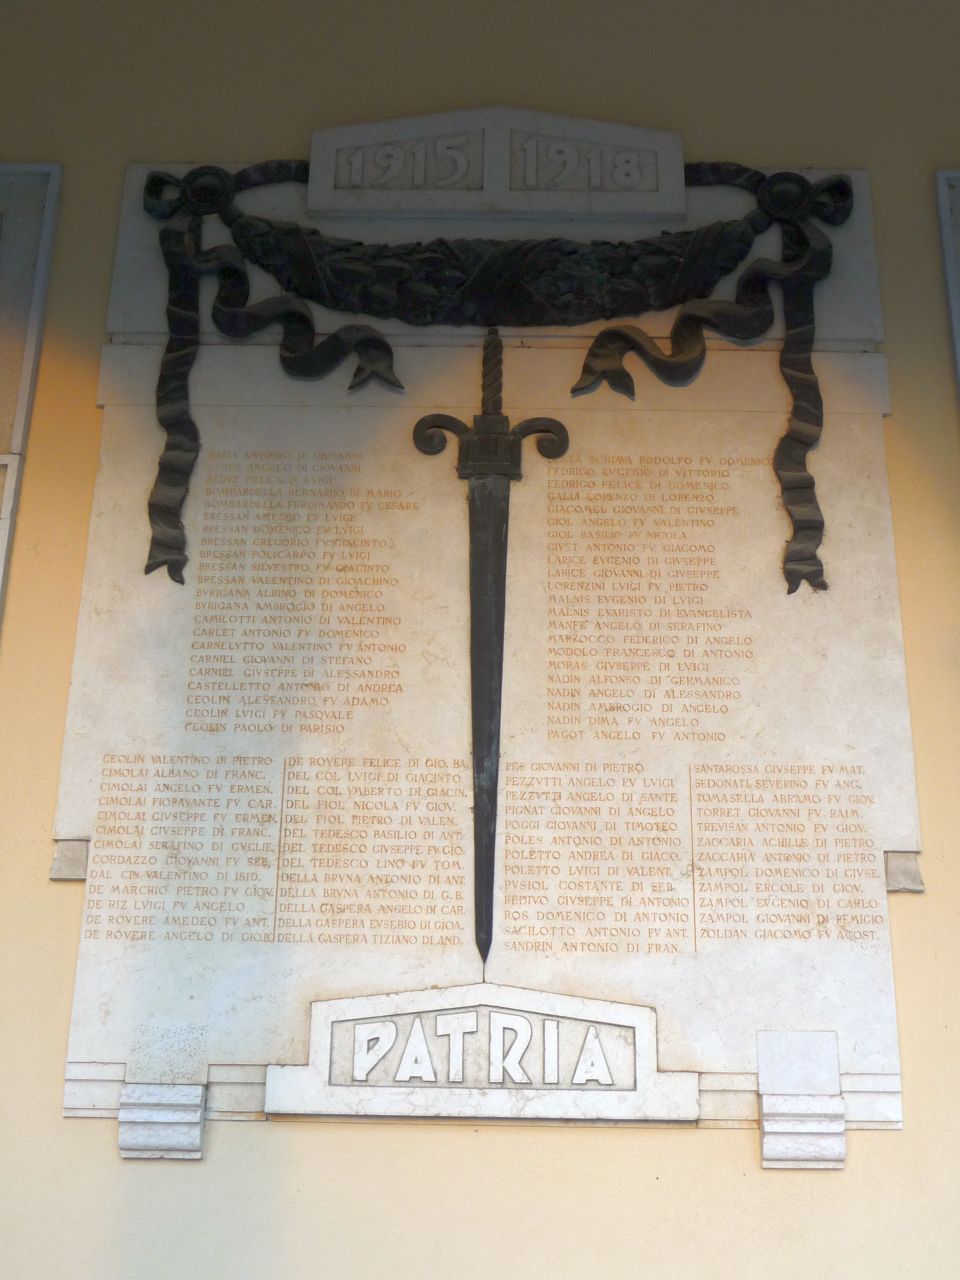 1915 1918
BAITA ANTONIO DI GIOVANNI
BEDVZ ANGELO DI GIOVANNI
BEDVZ FELICE DI LVIGI
BOMBARDELLA BERNARDO DI MARIO
BOMBARDELLA FERDINANDO FV CESARE
BRESSAN AMEDEO FV LVIGI
BRESSAN DOMENICO FV LVIGI
BRESSAN GREGORIO FV GIACINTO
BRESSAN POLICARPO FV LVIGI
BRESSAN SILVESTRO FV GIACINTO
BRESSAN VALENTINO FV GIOACHINO
BVRIGANA ALBINO DI DOMENICO
BVRIGANA AMBROGIO DI ANGELO
CAMILOTTI ANTONIO DI VALENTINO
CARLET ANTONIO FV DOMENICO
CARNELVTTO VALENTINO FV ANTONIO
CARNIEL GIOVANNI DI STEFANO
CARNIEL GIVSEPPE DI ALESSANDRO
CASTELLETTO ANTONIO DI ANDREA
CEOLIN ALESSANDRO FV ADAMO
CEOLIN LVIGI FV PASQVALE
CEOLIN PAOLO DI PARISIO
DELLA SCHIAVA RODOLFO FV DOMENICO
FEDRIGO EVGENIO DI VITTORIO
FEDRIGO FELICE DI DOMENICO
GALLI LORENZO DI LORENZO
GIACOMEL GIOVANNI DI GIVSEPPE
GIOL ANGELO FV VALENTINO
GIOL BASILIO FV NICOLA
GIVST ANTONIO FV GIACOMO
LARICE EVGENIO DI GIVSEPPE
LARICE GIOVANNI DI GIVSEPPE
LORENZINI LVIGI FV PIETRO
MALNIS EVGENIO DI LVIGI
MALNIS EVARISTO DI EVANGELISTA
MANFÈ ANGELO DI SERAFINO
MARZOCCO FEDERICO DI ANGELO
MODOLO FRANCESCO DI ANTONIO
MORAS GIVSEPPE DI LVIGI
NADIN ALFONSO DI GERMANICO
NADIN ANGELO DI ALESSANDRO
NADIN AMBROGIO DI ANGELO
NADIN DIMA FV ANGELO
PAGOT ANGELO FV ANTONIO
CEOLIN VALENTINO DI PIETRO
CIMOLAI ALBANO DI FRANC.
CIMOLAI ANGELO FV ERMEN.
CIMOLAI FIORAVANTE FV CAR.
CIMOLAI GIVSEPPE FV ERMEN.
CIMOLAI GIVSEPPE DI FRANC.
CIMOLAI SERAFINO DI GVGLIE.
CORDAZZO GIOVANNI FV SEB.
DAL CIN VALENTINO DI ISID.
DE MARCHIO PIETRO FV GIOV.
DE RIZ LVIGI FV ANGELO
DE ROVERE AMEDEO FV ANT.
DE ROVERE ANGELO DI GIO.B.
DE ROVERE FELICE DI GIO. BA.
DEL COL LVIGI DI GIACINTO
DEL COL VMBERTO DI GIAC.
DEL FIOL NICOLA FV GIOV.
DEL FIOL PIETRO DI VALEN.
DEL TEDESCO BASILIO DI ANT.
DEL TEDESCO GIVSEPPE DI GIO.
DEL TEDESCO LINO FV TOM.
DELLA BRVNA ANTONIO DI ANT.
DELLA BRVNA ANTONIO DI G.B.
DELLA GASPERA ANGELO DI CAR.
DELLA GASPERA EVSEBIO DI GIOA.
DELLA GASPERA TIZIANO DI AND.
PES GIOVANNI DI PIETRO
PEZZVTTI ANGELO FV LVIGI
PEZZVTTI ANGELO DI SANTE
PIGNAT GIOVANNI DI ANGELO
POGGI GIOVANNI DI TIMOTEO
POLES ANTONIO DI ANTONIO
POLETTO ANDREA DI GIACO.
POLETTO LVIGI DI VALENT.
PVSIOL COSTANTE DI SEB.
REDIVO GIVSEPPE DI ANTONIO
ROS DOMENICO DI ANTONIO
SACILOTTO GIOVANNI DI ANT.
SANDRIN ANTONIO DI FRAN.
SANTAROSSA GIVSEPPE FV MAT.
SEDONATI SEVERINO FV ANG.
TOMASELLA ABRAMO FV GIOV.
TORRET GIOVANNI FV RAIM.
TREVISAN ANTONIO FV GIOV.
ZACCARIA ACHILLE DI PIETRO
ZACCARIA ANTONIO DI PIETRO
ZAMPOL DOMENICO DI GIVSE.
ZAMPOL ERCOLE DI GIOV.
ZAMPOL EVGENIO DI CARLO
ZAMPOL GIOVANNI DI REMIGIO
ZOLDAN GIACOMO FV AGOST.
PATRIA